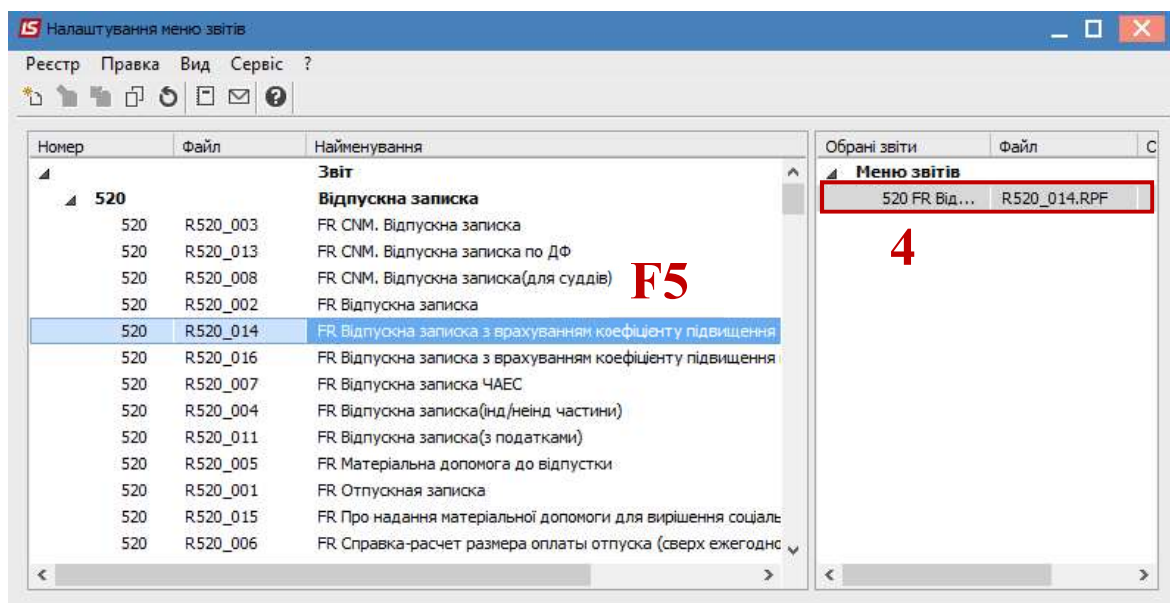 Налаштування меню звітів
Реєстр Правка Вид Сервіс ?
Номер Файл Найменування
Звіт
520 Відпускна записка
520 R520_003 FR CNM. Відпускна записка
520 R520_013 FR CNM. Відпускна записка по ДФ
520 R520_008 FR CNM. Відпускна записка(для суддів)
520 R520_002 FR Відпускна записка
520 R520_014 FR Відпускна записка з врахуванням коефіцієнту підвищення
520 R520_016 FR Відпускна записка з врахуванням коефіцієнту підвищення
520 R520_007 FR Відпускна записка ЧАЕС
520 R520_004 FR Відпускна записка(інд/неінд частини)
520 R520_011 FR Відпускна записка(з податками)
520 R520_005 FR Матеріальна допомога до відпустки
520 R520_001 FR Отпускная записка
520 R520_015 FR Про надання матеріальної допомоги для вирішення соціаль
520 R520_006 FR Справка-расчет размера оплаты отпуска (сверх ежегодно
F5
Обрані звіти Файл С
Меню звітів
520 FR Від... R520_014.RPF
4